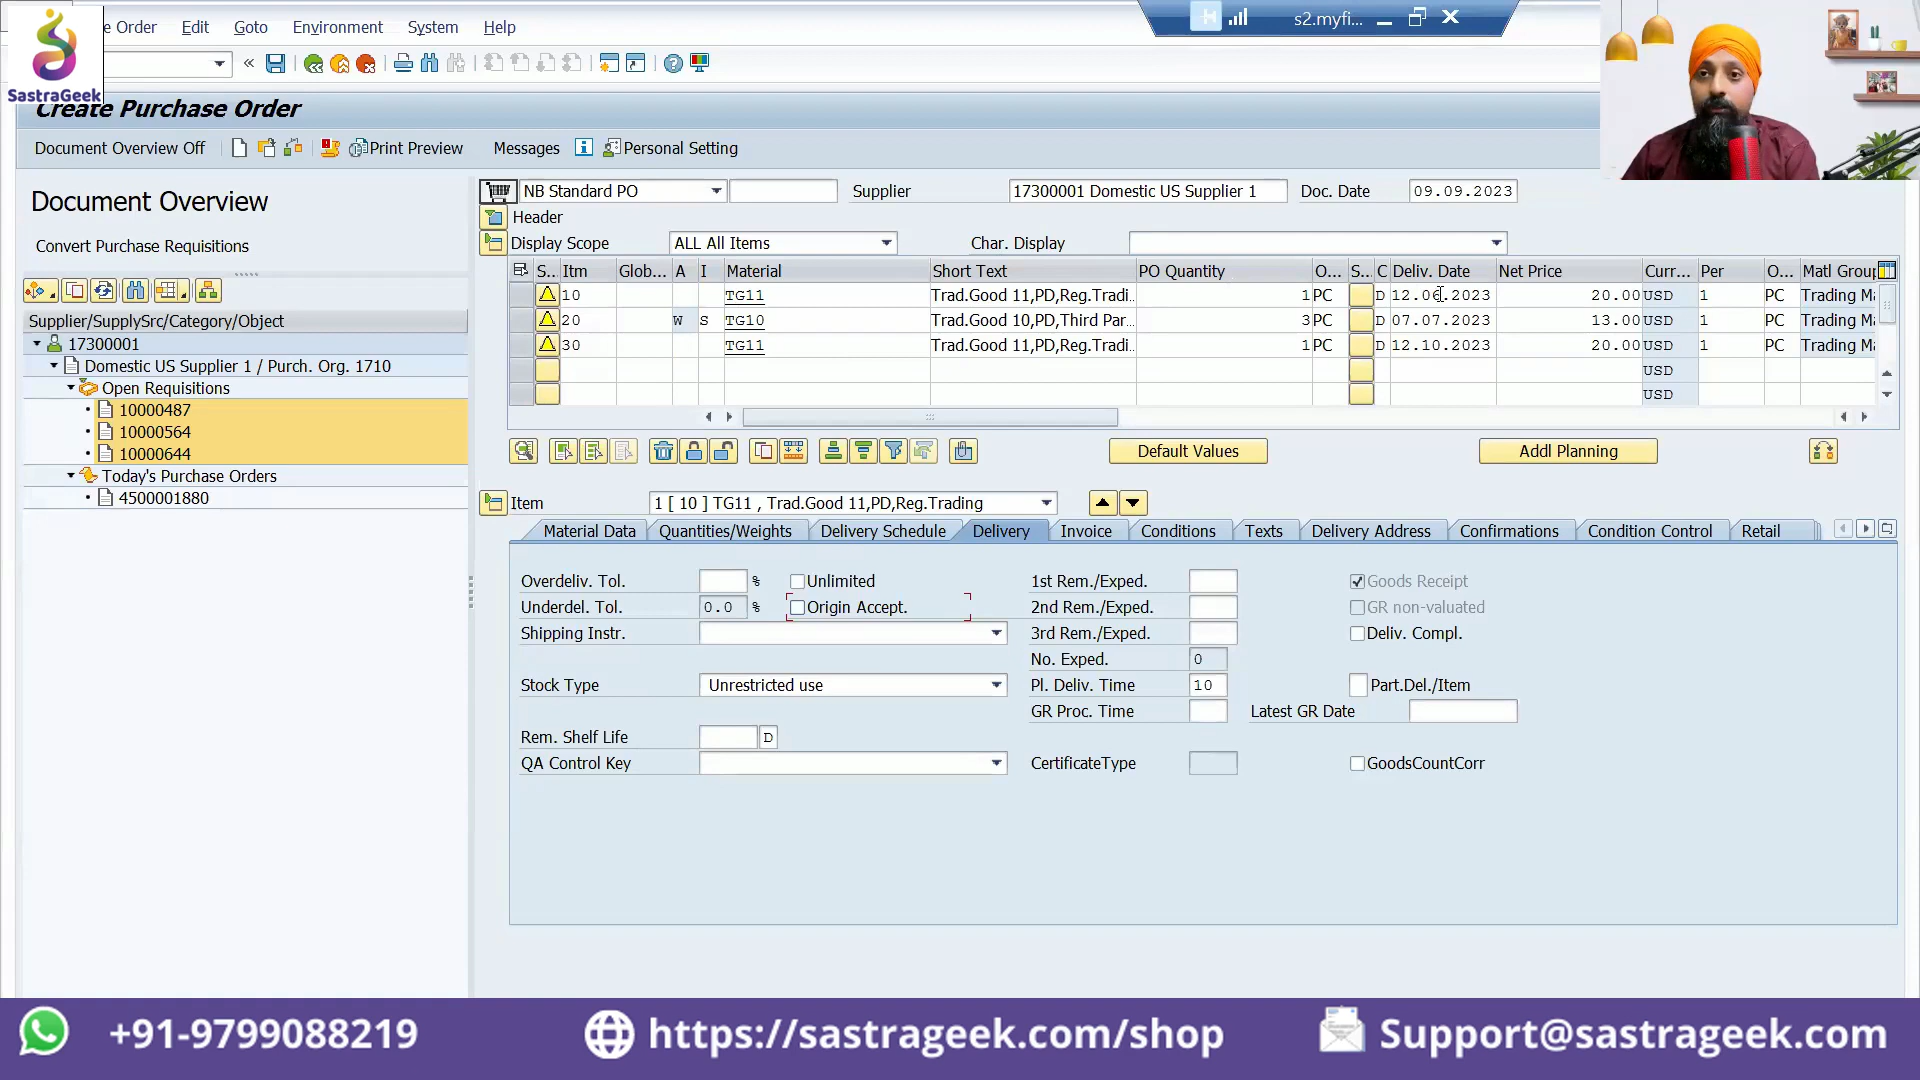 e Order Edit Goto Environment System Help
s2.myfi...
SastraGeek
Create Purchase Order
Document Overview Off Print Preview Messages Personal Setting
Document Overview
Convert Purchase Requisitions
Supplier/SupplySrc/Category/Object
17300001
Domestic US Supplier 1 / Purch. Org. 1710
Open Requisitions
10000487
10000564
10000644
Today's Purchase Orders
4500001880
NB Standard PO Supplier 17300001 Domestic US Supplier 1 Doc. Date 09.09.2023
Header
Display Scope ALL All Items Char. Display
S... Itm Glob... A I Material Short Text PO Quantity O... S... C Deliv. Date Net Price Curr... Per O... Matl Group
10 TG11 Trad.Good 11,PD,Reg.Tradi... 1 PC D 12.06.2023 20.00 USD 1 PC Trading Ma
20 W S TG10 Trad.Good 10,PD,Third Par... 3 PC D 07.07.2023 13.00 USD 1 PC Trading Ma
30 TG11 Trad.Good 11,PD,Reg.Tradi... 1 PC D 12.10.2023 20.00 USD 1 PC Trading Ma
USD
USD
Default Values Addl Planning
Item 1 [ 10 ] TG11 , Trad.Good 11,PD,Reg.Trading
Material Data Quantities/Weights Delivery Schedule Delivery Invoice Conditions Texts Delivery Address Confirmations Condition Control Retail
Overdeliv. Tol. % Unlimited 1st Rem./Exped. Goods Receipt
Underdel. Tol. 0.0 % Origin Accept. 2nd Rem./Exped. GR non-valuated
Shipping Instr. 3rd Rem./Exped. Deliv. Compl.
No. Exped. 0
Stock Type Unrestricted use Pl. Deliv. Time 10 Part.Del./Item
GR Proc. Time Latest GR Date
Rem. Shelf Life D
QA Control Key CertificateType GoodsCountCorr
+91-9799088219 https://sastrageek.com/shop Support@sastrageek.com